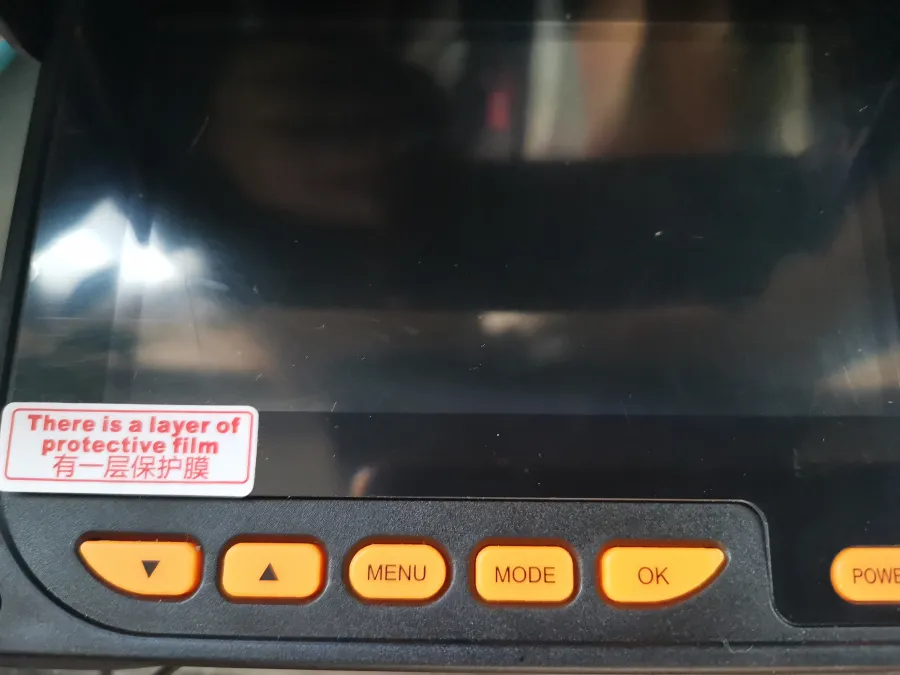 There is a layer of
protective film
有一层保护膜
▼ ▲ MENU MODE OK POWE